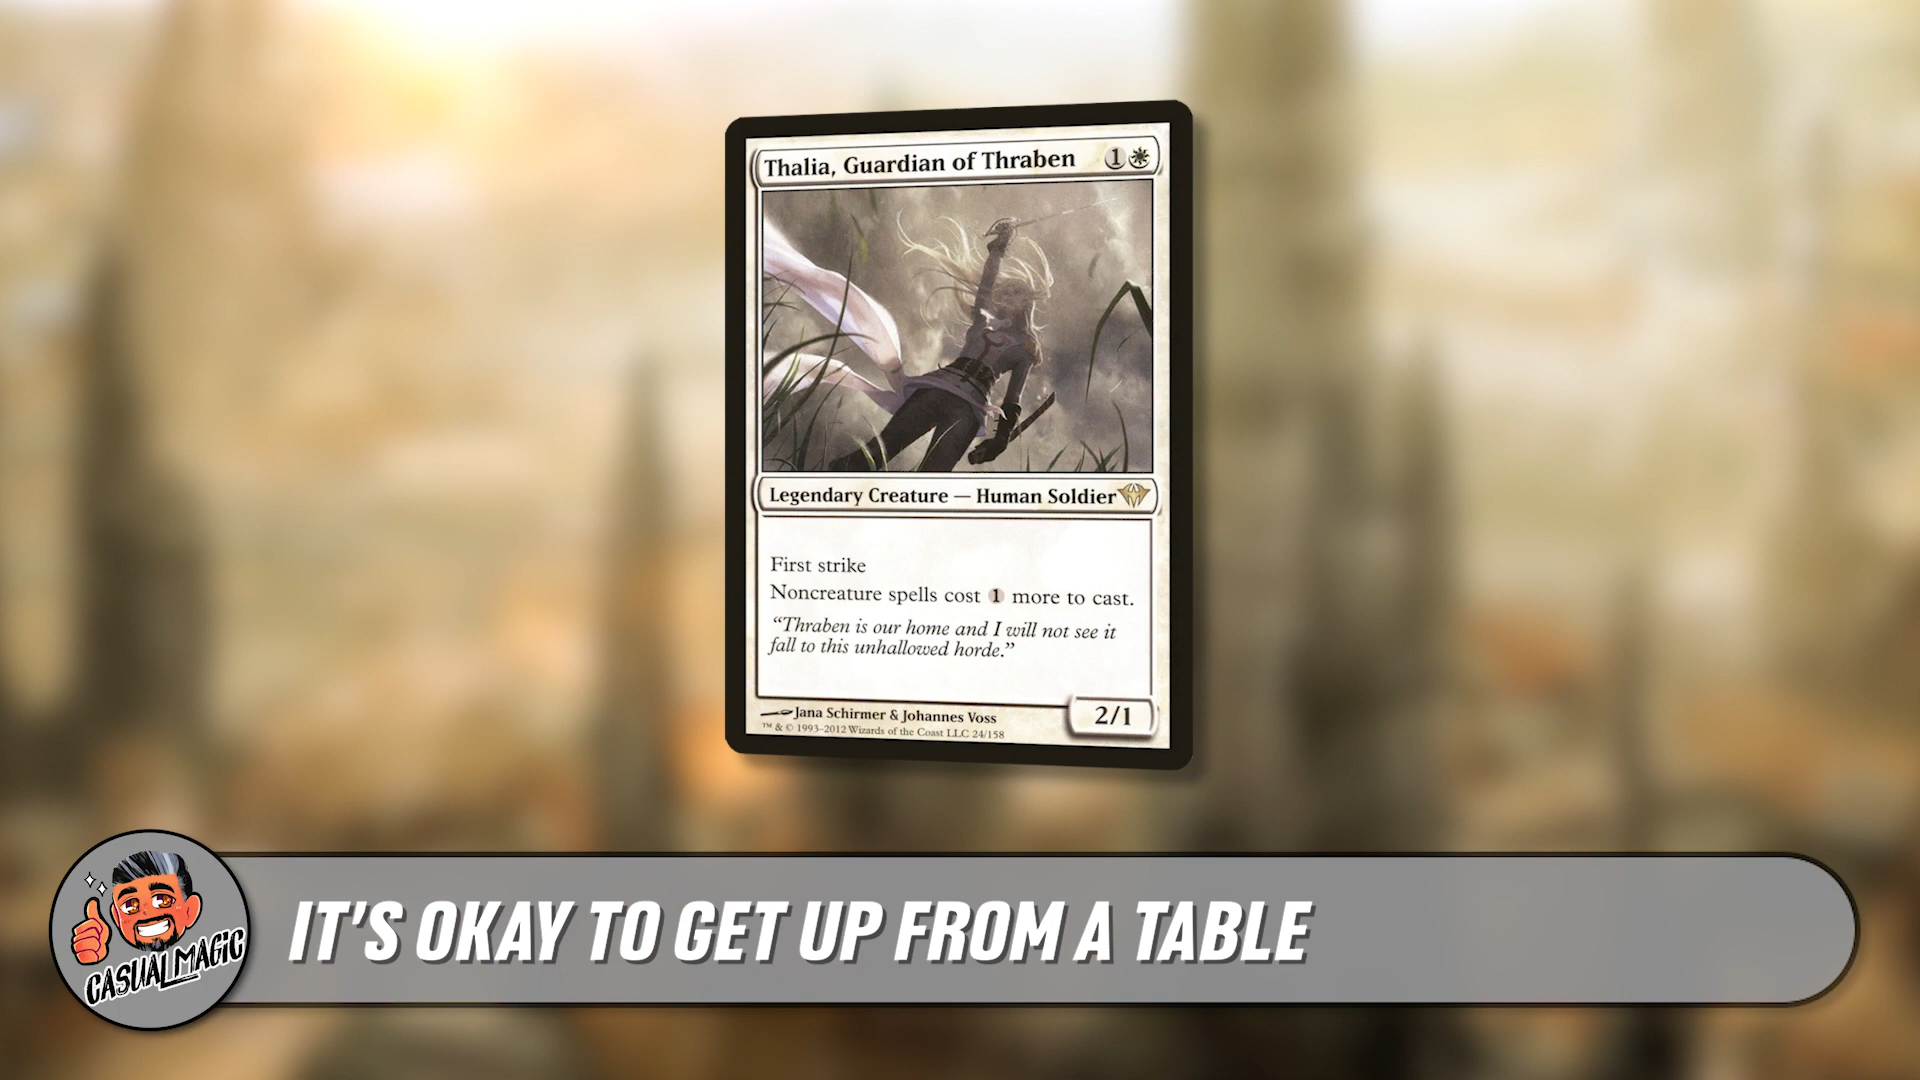 Thalia, Guardian of Thraben 1
Legendary Creature — Human Soldier
First strike
Noncreature spells cost 1 more to cast.
“Thraben is our home and I will not see it
fall to this unhallowed horde.”
2/1
Jana Schirmer & Johannes Voss
™ & © 1993–2012 Wizards of the Coast LLC 24/158
CASUAL MAGIC
IT'S OKAY TO GET UP FROM A TABLE